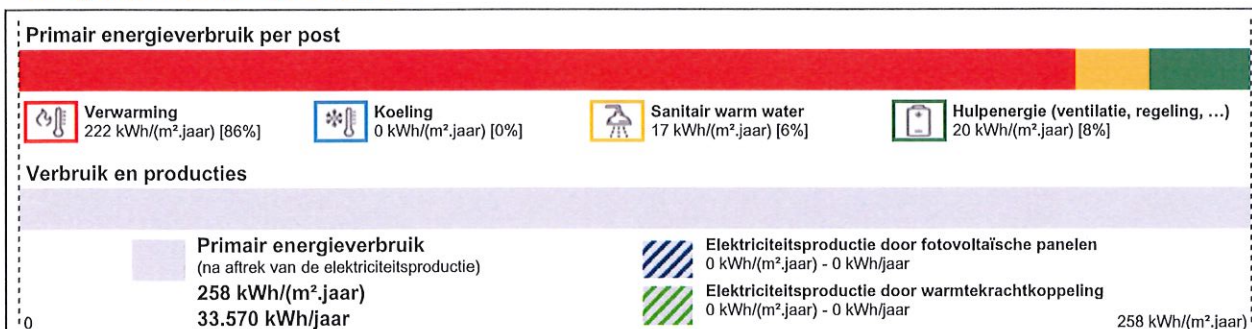 Primair energieverbruik per post
Verwarming
222 kWh/(m².jaar) [86%]
Koeling
0 kWh/(m².jaar) [0%]
Sanitair warm water
17 kWh/(m².jaar) [6%]
Hulpenergie (ventilatie, regeling, …)
20 kWh/(m².jaar) [8%]
Verbruik en producties
Primair energieverbruik
(na aftrek van de elektriciteitsproductie)
258 kWh/(m².jaar)
33.570 kWh/jaar
Elektriciteitsproductie door fotovoltaïsche panelen
0 kWh/(m².jaar) - 0 kWh/jaar
Elektriciteitsproductie door warmtekrachtkoppeling
0 kWh/(m².jaar) - 0 kWh/jaar
0
258 kWh/(m².jaar)